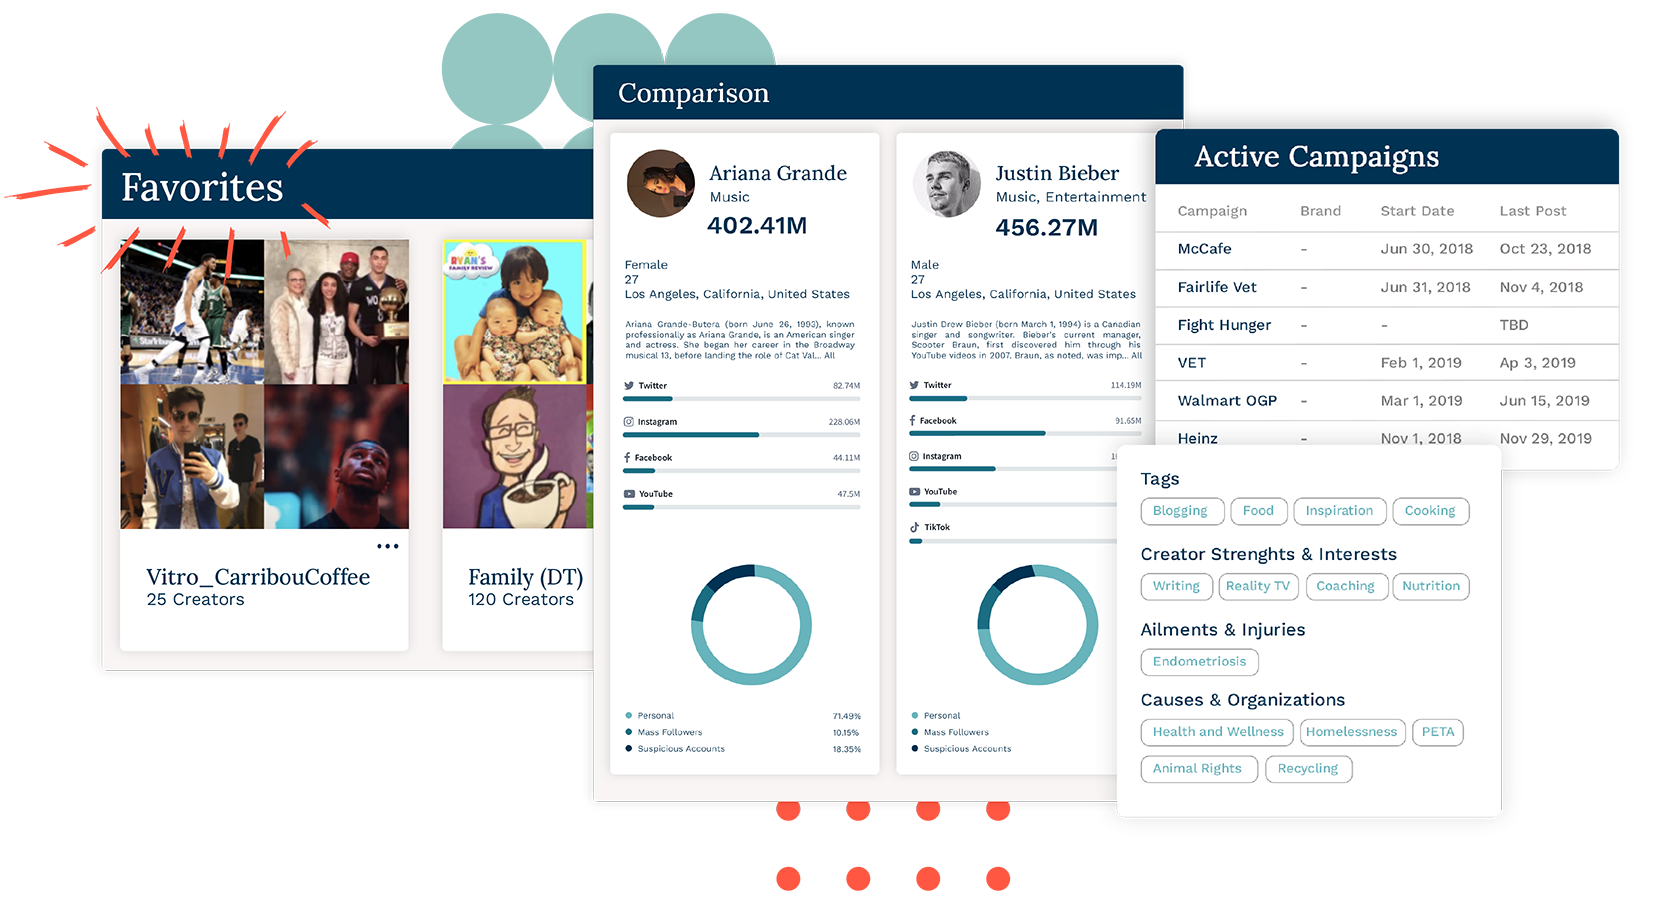 Favorites
RYAN'S
FAMILY REVIEW
Vitro_CarribouCoffee
25 Creators
Family (DT)
120 Creators
Comparison
Ariana Grande
Music
402.41M
Female
27
Los Angeles, California, United States
Ariana Grande-Butera (born June 26, 1993), known
professionally as Ariana Grande, is an American singer
and actress. She began her career in the Broadway
musical 13, before landing the role of Cat Val... All
Twitter 82.74M
Instagram 228.06M
Facebook 44.11M
YouTube 47.5M
Personal 71.49%
Mass Followers 10.15%
Suspicious Accounts 18.35%
Justin Bieber
Music, Entertainment
456.27M
Male
27
Los Angeles, California, United States
Justin Drew Bieber (born March 1, 1994) is a Canadian
singer and songwriter. Bieber's current manager,
Scooter Braun, first discovered him through his
YouTube videos in 2007. Braun, as noted, was imp... All
Twitter 114.19M
Facebook 91.65M
Instagram
YouTube
TikTok
Personal
Mass Followers
Suspicious Accounts
Active Campaigns
Campaign Brand Start Date Last Post
McCafe - Jun 30, 2018 Oct 23, 2018
Fairlife Vet - Jun 31, 2018 Nov 4, 2018
Fight Hunger - - TBD
VET - Feb 1, 2019 Ap 3, 2019
Walmart OGP - Mar 1, 2019 Jun 15, 2019
Heinz - Nov 1, 2018 Nov 29, 2019
Tags
Blogging Food Inspiration Cooking
Creator Strenghts & Interests
Writing Reality TV Coaching Nutrition
Ailments & Injuries
Endometriosis
Causes & Organizations
Health and Wellness Homelessness PETA
Animal Rights Recycling